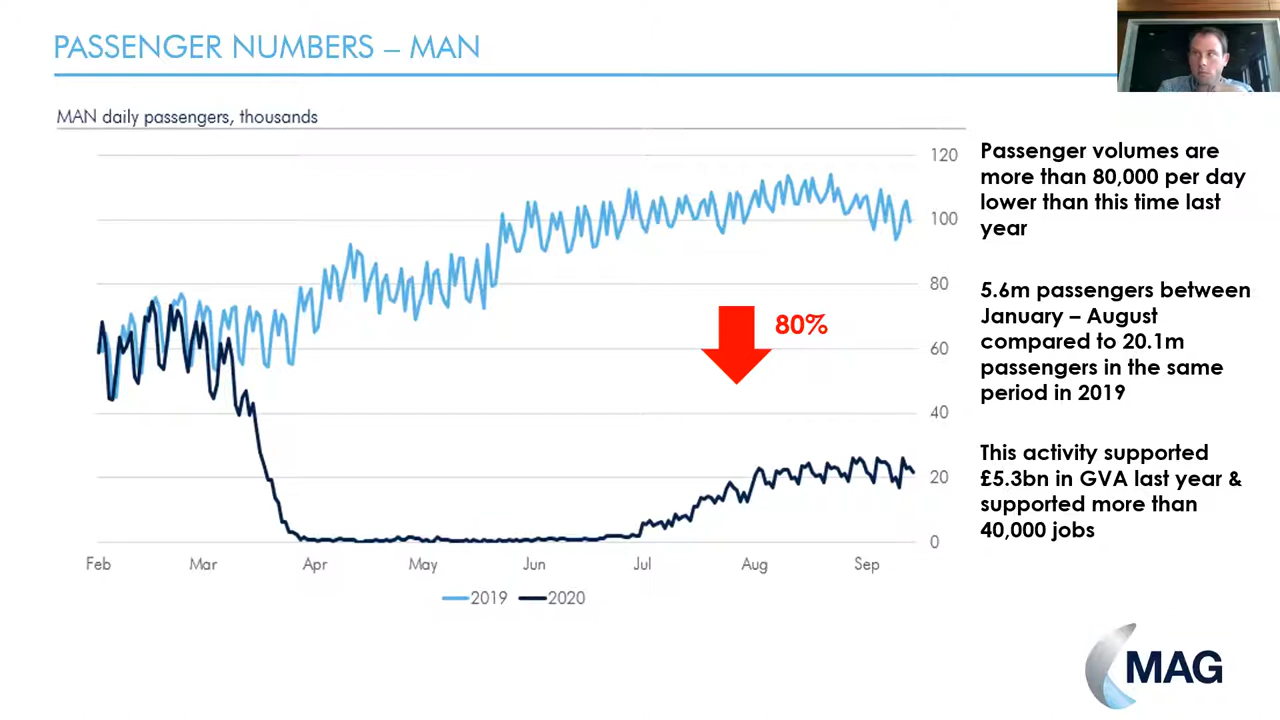 PASSENGER NUMBERS – MAN
MAN daily passengers, thousands
120
100
80
60
40
20
0
80%
Feb
Mar
Apr
May
Jun
Jul
Aug
Sep
2019
2020
Passenger volumes are
more than 80,000 per day
lower than this time last
year
5.6m passengers between
January – August
compared to 20.1m
passengers in the same
period in 2019
This activity supported
£5.3bn in GVA last year &
supported more than
40,000 jobs
MAG